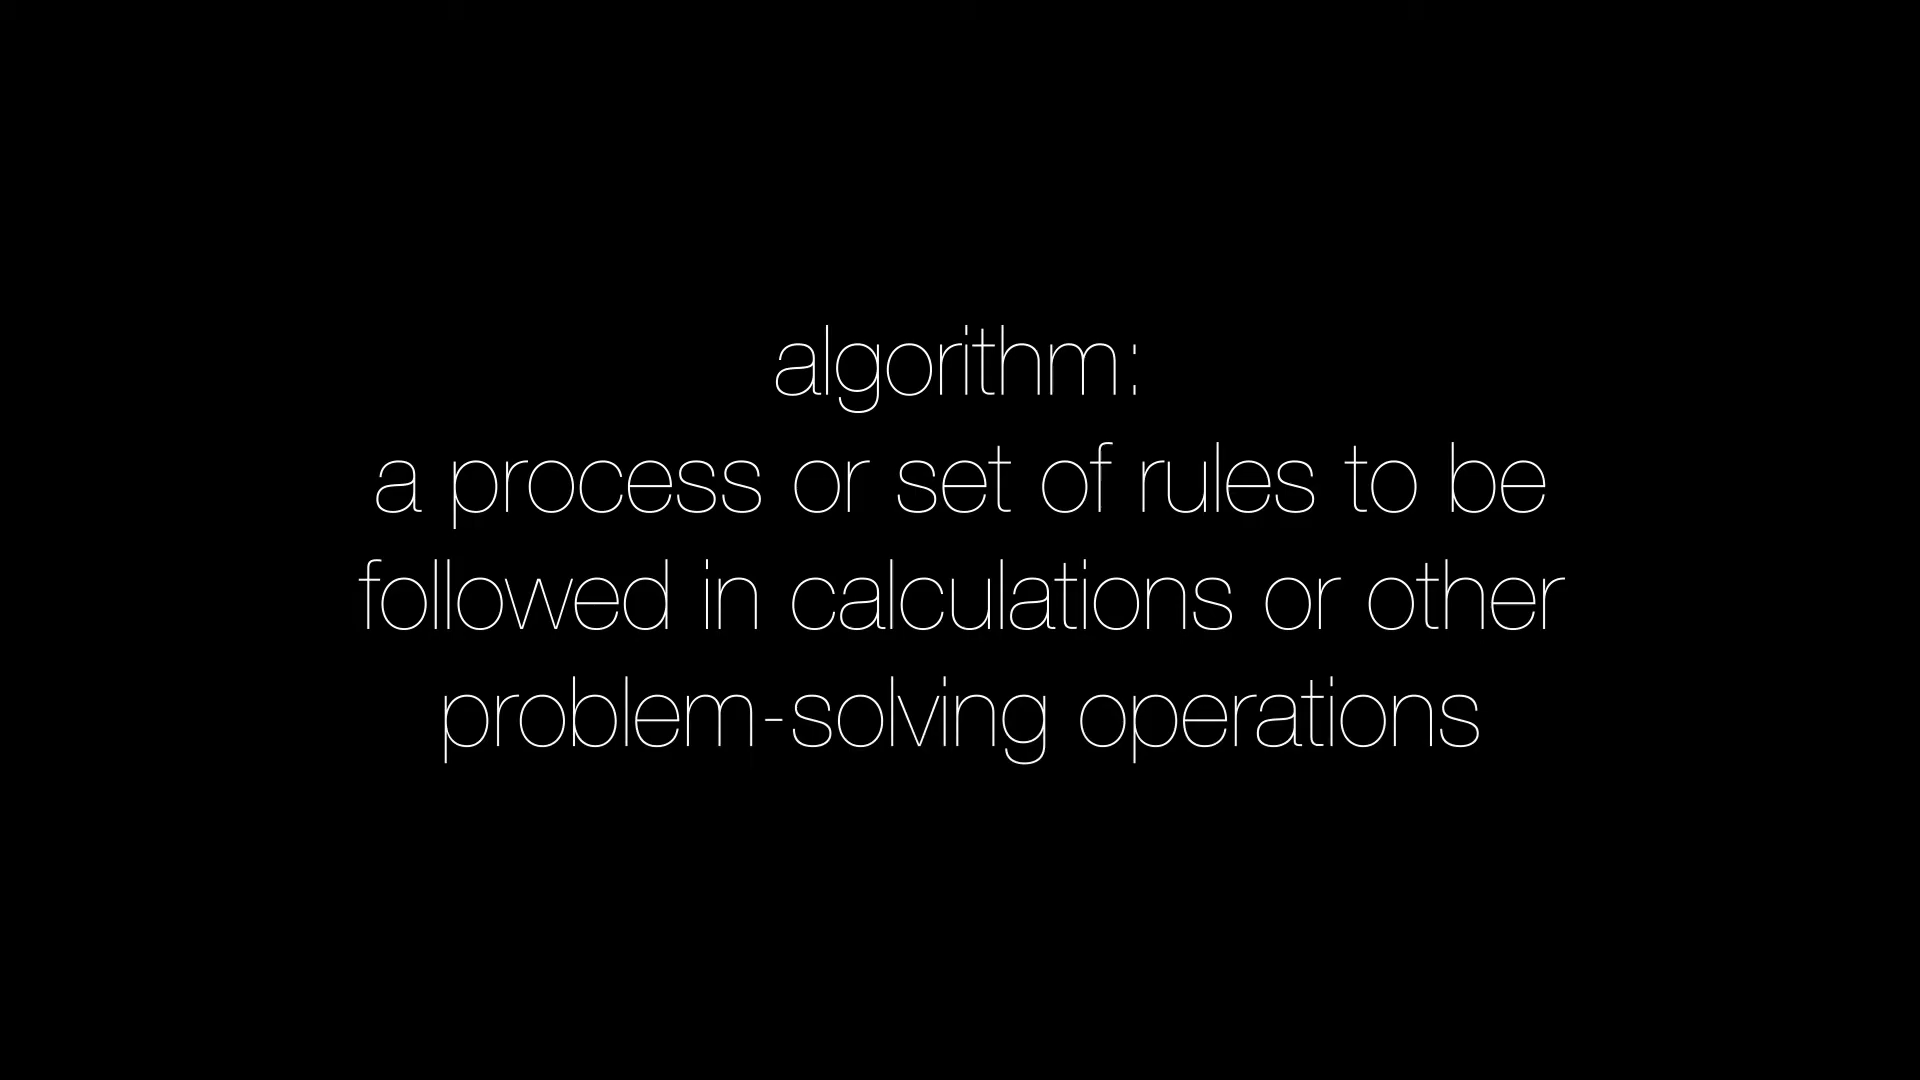 algorithm:
a process or set of rules to be
followed in calculations or other
problem-solving operations